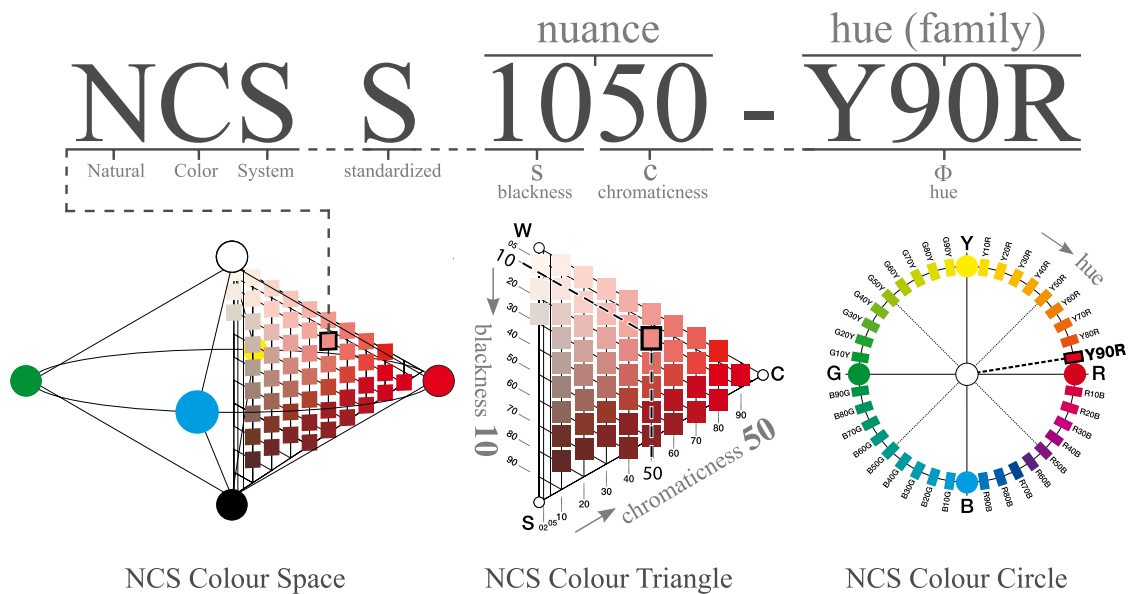 nuance
hue (family)
NCS S 1050 - Y90R
Natural
Color
System
standardized
s
blackness
c
chromaticness
Φ
hue
W
05
10
20
30
40
50
60
70
80
90
blackness 10
S
02
05
10
20
30
40
50
60
70
80
90
chromaticness 50
C
Y
Y10R
Y20R
Y30R
Y40R
Y50R
Y60R
Y70R
Y80R
Y90R
R
R10B
R20B
R30B
R40B
R50B
R60B
R70B
R80B
R90B
B
B10G
B20G
B30G
B40G
B50G
B60G
B70G
B80G
B90G
G
G10Y
G20Y
G30Y
G40Y
G50Y
G60Y
G70Y
G80Y
G90Y
hue
NCS Colour Space
NCS Colour Triangle
NCS Colour Circle